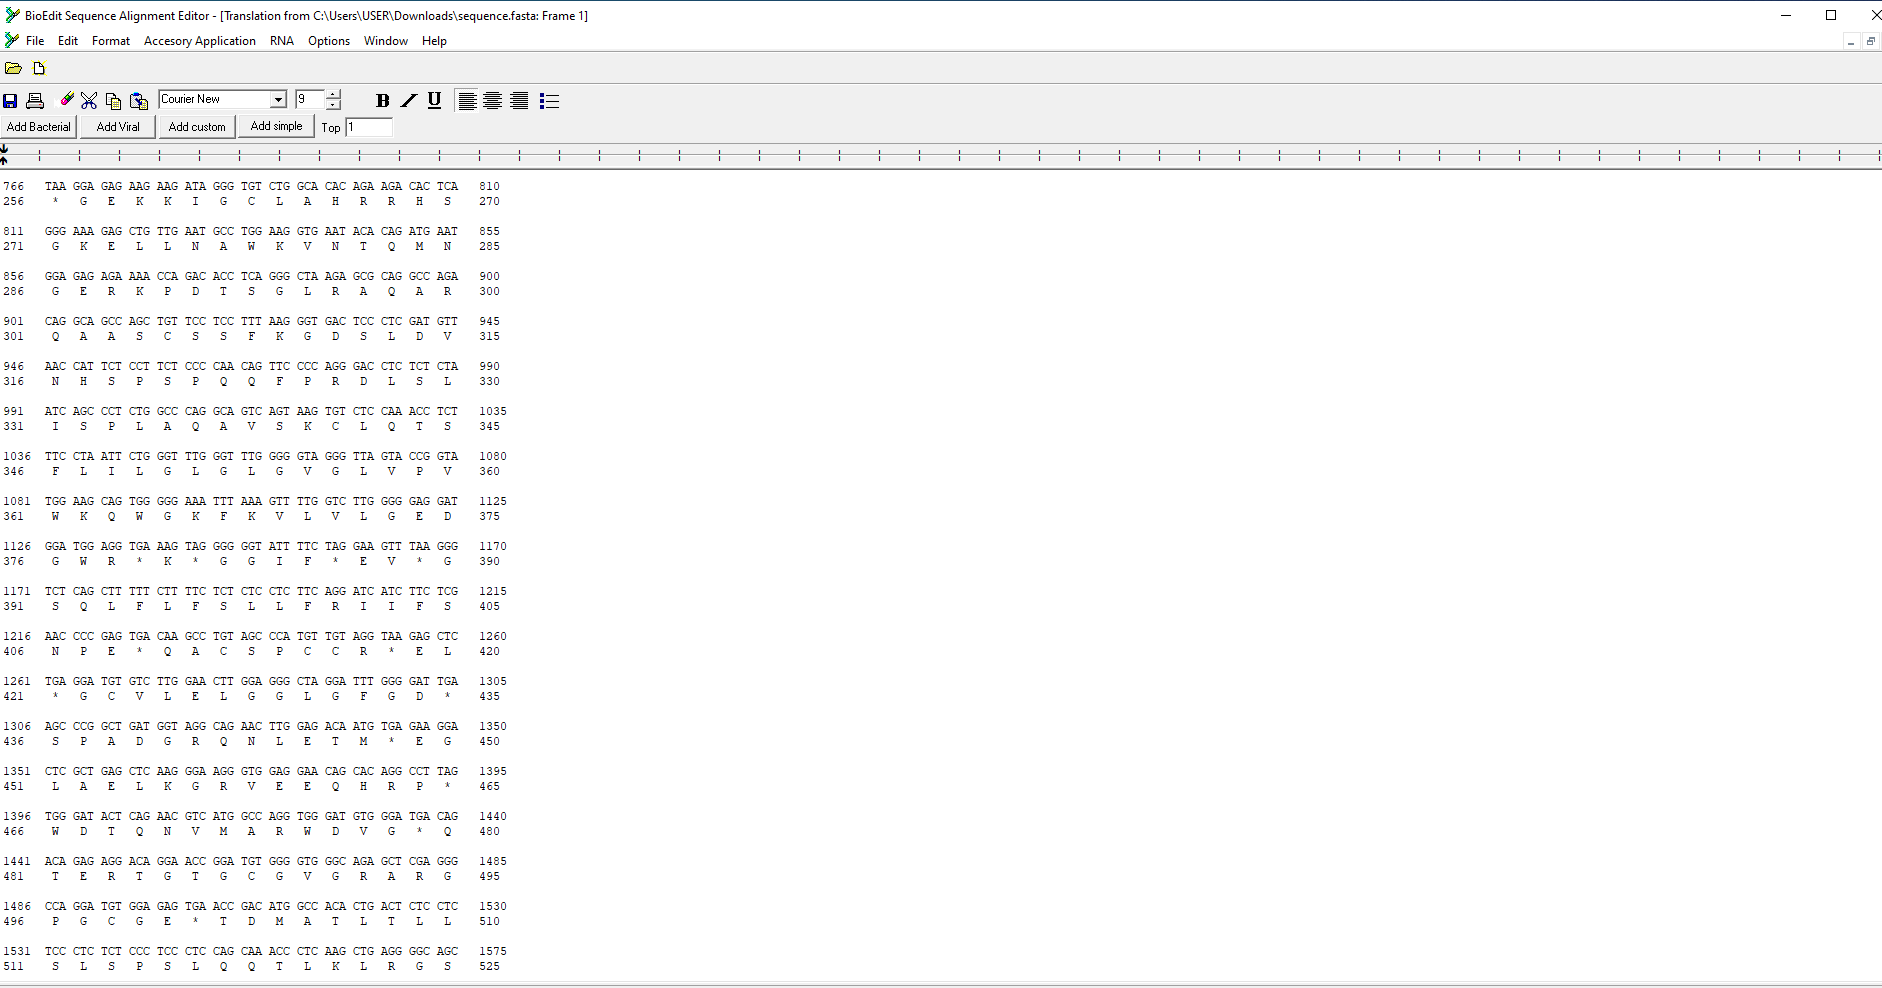 BioEdit Sequence Alignment Editor - [Translation from C:\Users\USER\Downloads\sequence.fasta: Frame 1]
File Edit Format Accesory Application RNA Options Window Help
Courier New 9 B I U
Add Bacterial Add Viral Add custom Add simple Top 1
766 TAA GGA GAG AAG AAG ATA GGG TGT CTG GCA CAC AGA AGA CAC TCA 810
256 * G E K K I G C L A H R R H S 270
811 GGG AAA GAG CTG TTG AAT GCC TGG AAG GTG AAT ACA CAG ATG AAT 855
271 G K E L L N A W K V N T Q M N 285
856 GGA GAG AGA AAA CCA GAC ACC TCA GGG CTA AGA GCG CAG GCC AGA 900
286 G E R K P D T S G L R A Q A R 300
901 CAG GCA GCC AGC TGT TCC TCC TTT AAG GGT GAC TCC CTC GAT GTT 945
301 Q A A S C S S F K G D S L D V 315
946 AAC CAT TCT CCT TCT CCC CAA CAG TTC CCC AGG GAC CTC TCT CTA 990
316 N H S P S P Q Q F P R D L S L 330
991 ATC AGC CCT CTG GCC CAG GCA GTC AGT AAG TGT CTC CAA ACC TCT 1035
331 I S P L A Q A V S K C L Q T S 345
1036 TTC CTA ATT CTG GGT TTG GGT TTG GGG GTA GGG TTA GTA CCG GTA 1080
346 F L I L G L G L G V G L V P V 360
1081 TGG AAG CAG TGG GGG AAA TTT AAA GTT TTG GTC TTG GGG GAG GAT 1125
361 W K Q W G K F K V L V L G E D 375
1126 GGA TGG AGG TGA AAG TAG GGG GGT ATT TTC TAG GAA GTT TAA GGG 1170
376 G W R * K * G G I F * E V * G 390
1171 TCT CAG CTT TTT CTT TTC TCT CTC CTC TTC AGG ATC ATC TTC TCG 1215
391 S Q L F L F S L L F R I I F S 405
1216 AAC CCC GAG TGA CAA GCC TGT AGC CCA TGT TGT AGG TAA GAG CTC 1260
406 N P E * Q A C S P C C R * E L 420
1261 TGA GGA TGT GTC TTG GAA CTT GGA GGG CTA GGA TTT GGG GAT TGA 1305
421 * G C V L E L G G L G F G D * 435
1306 AGC CCG GCT GAT GGT AGG CAG AAC TTG GAG ACA ATG TGA GAA GGA 1350
436 S P A D G R Q N L E T M * E G 450
1351 CTC GCT GAG CTC AAG GGA AGG GTG GAG GAA CAG CAC AGG CCT TAG 1395
451 L A E L K G R V E E Q H R P * 465
1396 TGG GAT ACT CAG AAC GTC ATG GCC AGG TGG GAT GTG GGA TGA CAG 1440
466 W D T Q N V M A R W D V G * Q 480
1441 ACA GAG AGG ACA GGA ACC GGA TGT GGG GTG GGC AGA GCT CGA GGG 1485
481 T E R T G T G C G V G R A R G 495
1486 CCA GGA TGT GGA GAG TGA ACC GAC ATG GCC ACA CTG ACT CTC CTC 1530
496 P G C G E * T D M A T L T L L 510
1531 TCC CTC TCT CCC TCC CTC CAG CAA ACC CTC AAG CTG AGG GGC AGC 1575
511 S L S P S L Q Q T L K L R G S 525